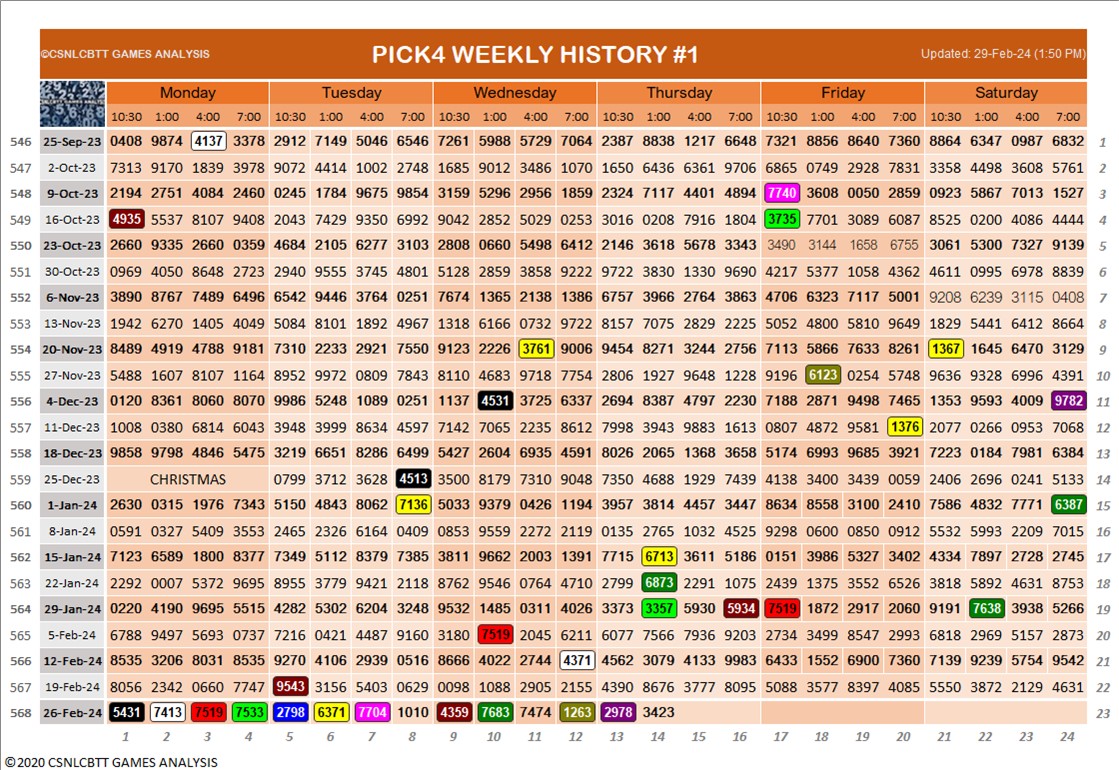 ©CSNLCBTT GAMES ANALYSIS PICK4 WEEKLY HISTORY #1 Updated: 29-Feb-24 (1:50 PM)
Monday Tuesday Wednesday Thursday Friday Saturday
10:30 1:00 4:00 7:00 10:30 1:00 4:00 7:00 10:30 1:00 4:00 7:00 10:30 1:00 4:00 7:00 10:30 1:00 4:00 7:00 10:30 1:00 4:00 7:00
546 25-Sep-23 0408 9874 4137 3378 2912 7149 5046 6546 7261 5988 5729 7064 2387 8838 1217 6648 7321 8856 8640 7360 8864 6347 0987 6832 1
547 2-Oct-23 7313 9170 1839 3978 9072 4414 1002 2748 1685 9012 3486 1070 1650 6436 6361 9706 6865 0749 2928 7831 3358 4498 3608 5761 2
548 9-Oct-23 2194 2751 4084 2460 0245 1784 9675 9854 3159 5296 2956 1859 2324 7117 4401 4894 7740 3608 0050 2859 0923 5867 7013 1527 3
549 16-Oct-23 4935 5537 8107 9408 2043 7429 9350 6992 9042 2852 5029 0253 3016 0208 7916 1804 3735 7701 3089 6087 8525 0200 4086 4444 4
550 23-Oct-23 2660 9335 2660 0359 4684 2105 6277 3103 2808 0660 5498 6412 2146 3618 5678 3343 3490 3144 1658 6755 3061 5300 7327 9139 5
551 30-Oct-23 0969 4050 8648 2723 2940 9555 3745 4801 5128 2859 3858 9222 9722 3830 1330 9690 4217 5377 1058 4362 4611 0995 6978 8839 6
552 6-Nov-23 3890 8767 7489 6496 6542 9446 3764 0251 7674 1365 2138 1386 6757 3966 2764 3863 4706 6323 7117 5001 9208 6239 3115 0408 7
553 13-Nov-23 1942 6270 1405 4049 5084 8101 1892 4967 1318 6166 0732 9722 8157 7075 2829 2225 5052 4800 5810 9649 1829 5441 6412 8664 8
554 20-Nov-23 8489 4919 4788 9181 7310 2233 2921 7550 9123 2226 3761 9006 9454 8271 3244 2756 7113 5866 7633 8261 1367 1645 6470 3129 9
555 27-Nov-23 5488 1607 8107 1164 8952 9972 0809 7843 8110 4683 9718 7754 2806 1927 9648 1228 9196 6123 0254 5748 9636 9328 6996 4391 10
556 4-Dec-23 0120 8361 8060 8070 9986 5248 1089 0251 1137 4531 3725 6337 2694 8387 4797 2230 7188 2871 9498 7465 1353 9593 4009 9782 11
557 11-Dec-23 1008 0380 6814 6043 3948 3999 8634 4597 7142 7065 2235 8612 7998 3943 9883 1613 0807 4872 9581 1376 2077 0266 0953 7068 12
558 18-Dec-23 9858 9798 4846 5475 3219 6651 8286 6499 5427 2604 6935 4591 8026 2065 1368 3658 5174 6993 9685 3921 7223 0184 7981 6384 13
559 25-Dec-23 CHRISTMAS 0799 3712 3628 4513 3500 8179 7310 9048 7350 4688 1929 7439 4138 3400 3439 0059 2406 2696 0241 5133 14
560 1-Jan-24 2630 0315 1976 7343 5150 4843 8062 7136 5033 9379 0426 1194 3957 3814 4457 3447 8634 8558 3100 2410 7586 4832 7771 6387 15
561 8-Jan-24 0591 0327 5409 3553 2465 2326 6164 0409 0853 9559 2272 2119 0135 2765 1032 4525 9298 0600 0850 0912 5532 5993 2209 7015 16
562 15-Jan-24 7123 6589 1800 8377 7349 5112 8379 7385 3811 9662 2003 1391 7715 6713 3611 5186 0151 3986 5327 3402 4334 7897 2728 2745 17
563 22-Jan-24 2292 0007 5372 9695 8955 3779 9421 2118 8762 9546 0764 4710 2799 6873 2291 1075 2439 1375 3552 6526 3818 5892 4631 8753 18
564 29-Jan-24 0220 4190 9695 5515 4282 5302 6204 3248 9532 1485 0311 4026 3373 3357 5930 5934 7519 1872 2917 2060 9191 7638 3938 5266 19
565 5-Feb-24 6788 9497 5693 0737 7216 0421 4487 9160 3180 7519 2045 6211 6077 7566 7936 9203 2734 3499 8547 2993 6818 2969 5157 2873 20
566 12-Feb-24 8535 3206 8031 8535 9270 4106 2939 0516 8666 4022 2744 4371 4562 3079 4133 9983 6433 1552 6900 7360 7139 9239 5754 9542 21
567 19-Feb-24 8056 2342 0660 7747 9543 3156 5403 0629 0098 1088 2905 2155 4390 8676 3777 8095 5088 3577 8397 4085 5550 3872 2129 4631 22
568 26-Feb-24 5431 7413 7519 7533 2798 6371 7704 1010 4359 7683 7474 1263 2978 3423 23
1 2 3 4 5 6 7 8 9 10 11 12 13 14 15 16 17 18 19 20 21 22 23 24
©2020 CSNLCBTT GAMES ANALYSIS